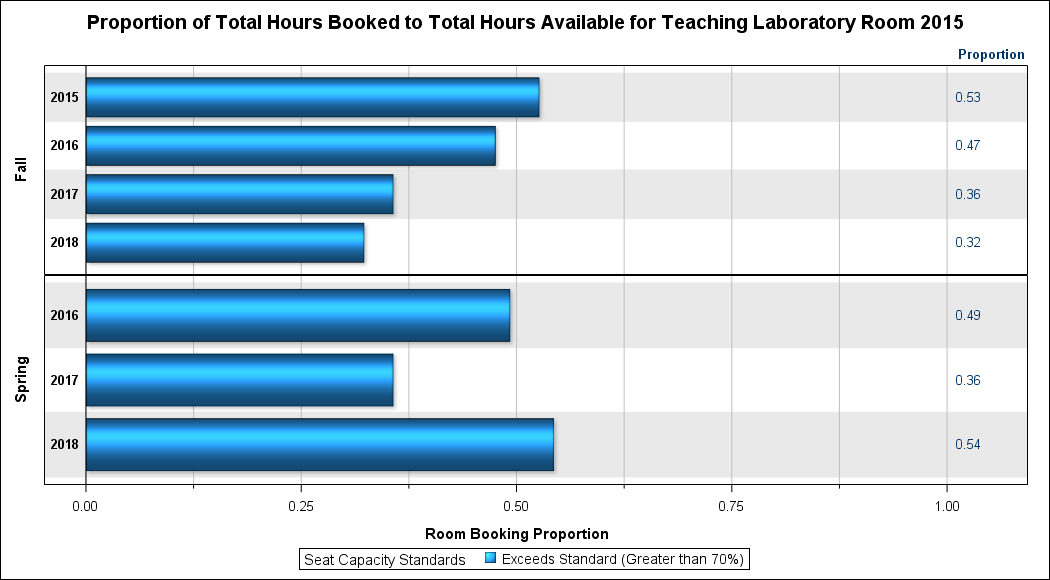 Proportion of Total Hours Booked to Total Hours Available for Teaching Laboratory Room 2015
Proportion
Fall
2015 0.53
2016 0.47
2017 0.36
2018 0.32
Spring
2016 0.49
2017 0.36
2018 0.54
0.00 0.25 0.50 0.75 1.00
Room Booking Proportion
Seat Capacity Standards Exceeds Standard (Greater than 70%)